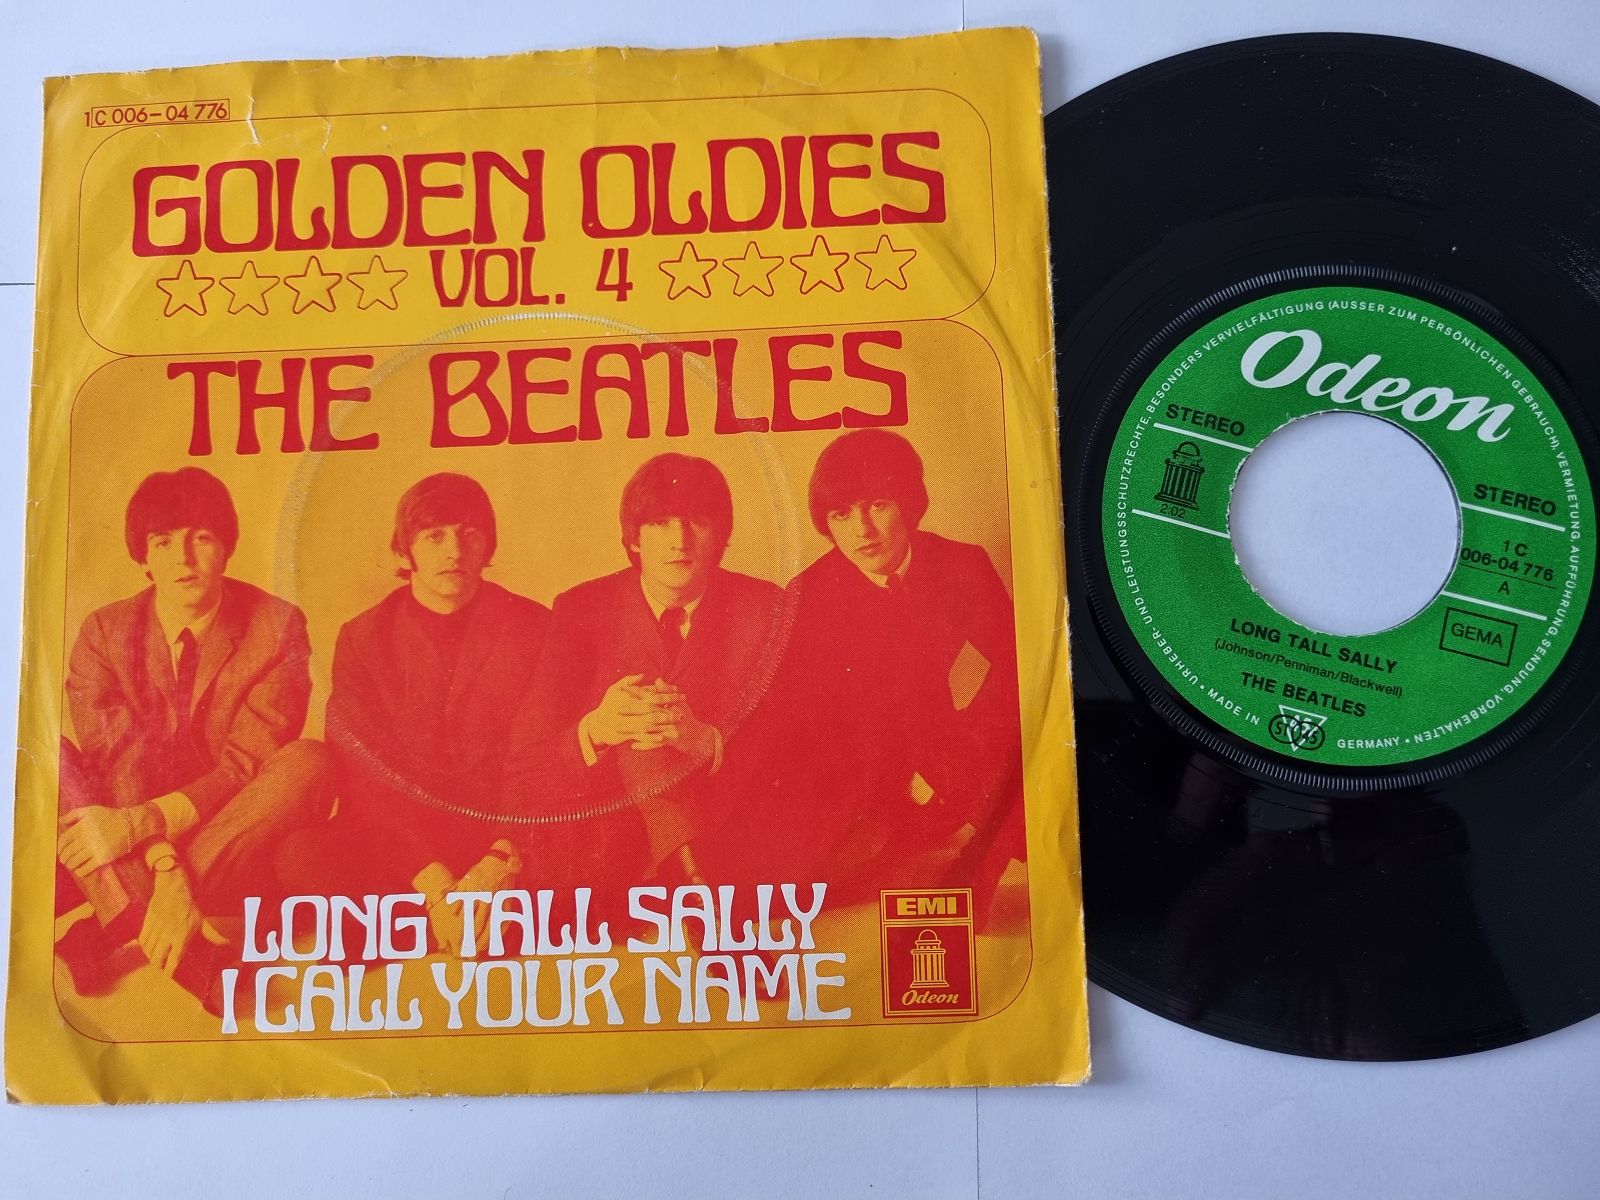 1C 006-04 776
GOLDEN OLDIES
VOL. 4
THE BEATLES
LONG TALL SALLY
I CALL YOUR NAME
EMI
Odeon
URHEBER- UND LEISTUNGSSCHUTZRECHTE, BESONDERS VERVIELFÄLTIGUNG (AUSSER ZUM PERSÖNLICHEN GEBRAUCH), VERMIETUNG, AUFFÜHRUNG, SENDUNG, VORBEHALTEN • MADE IN GERMANY •
Odeon
STEREO
STEREO
2:02
1 C
006-04 776
A
GEMA
LONG TALL SALLY
(Johnson/Penniman/Blackwell)
THE BEATLES